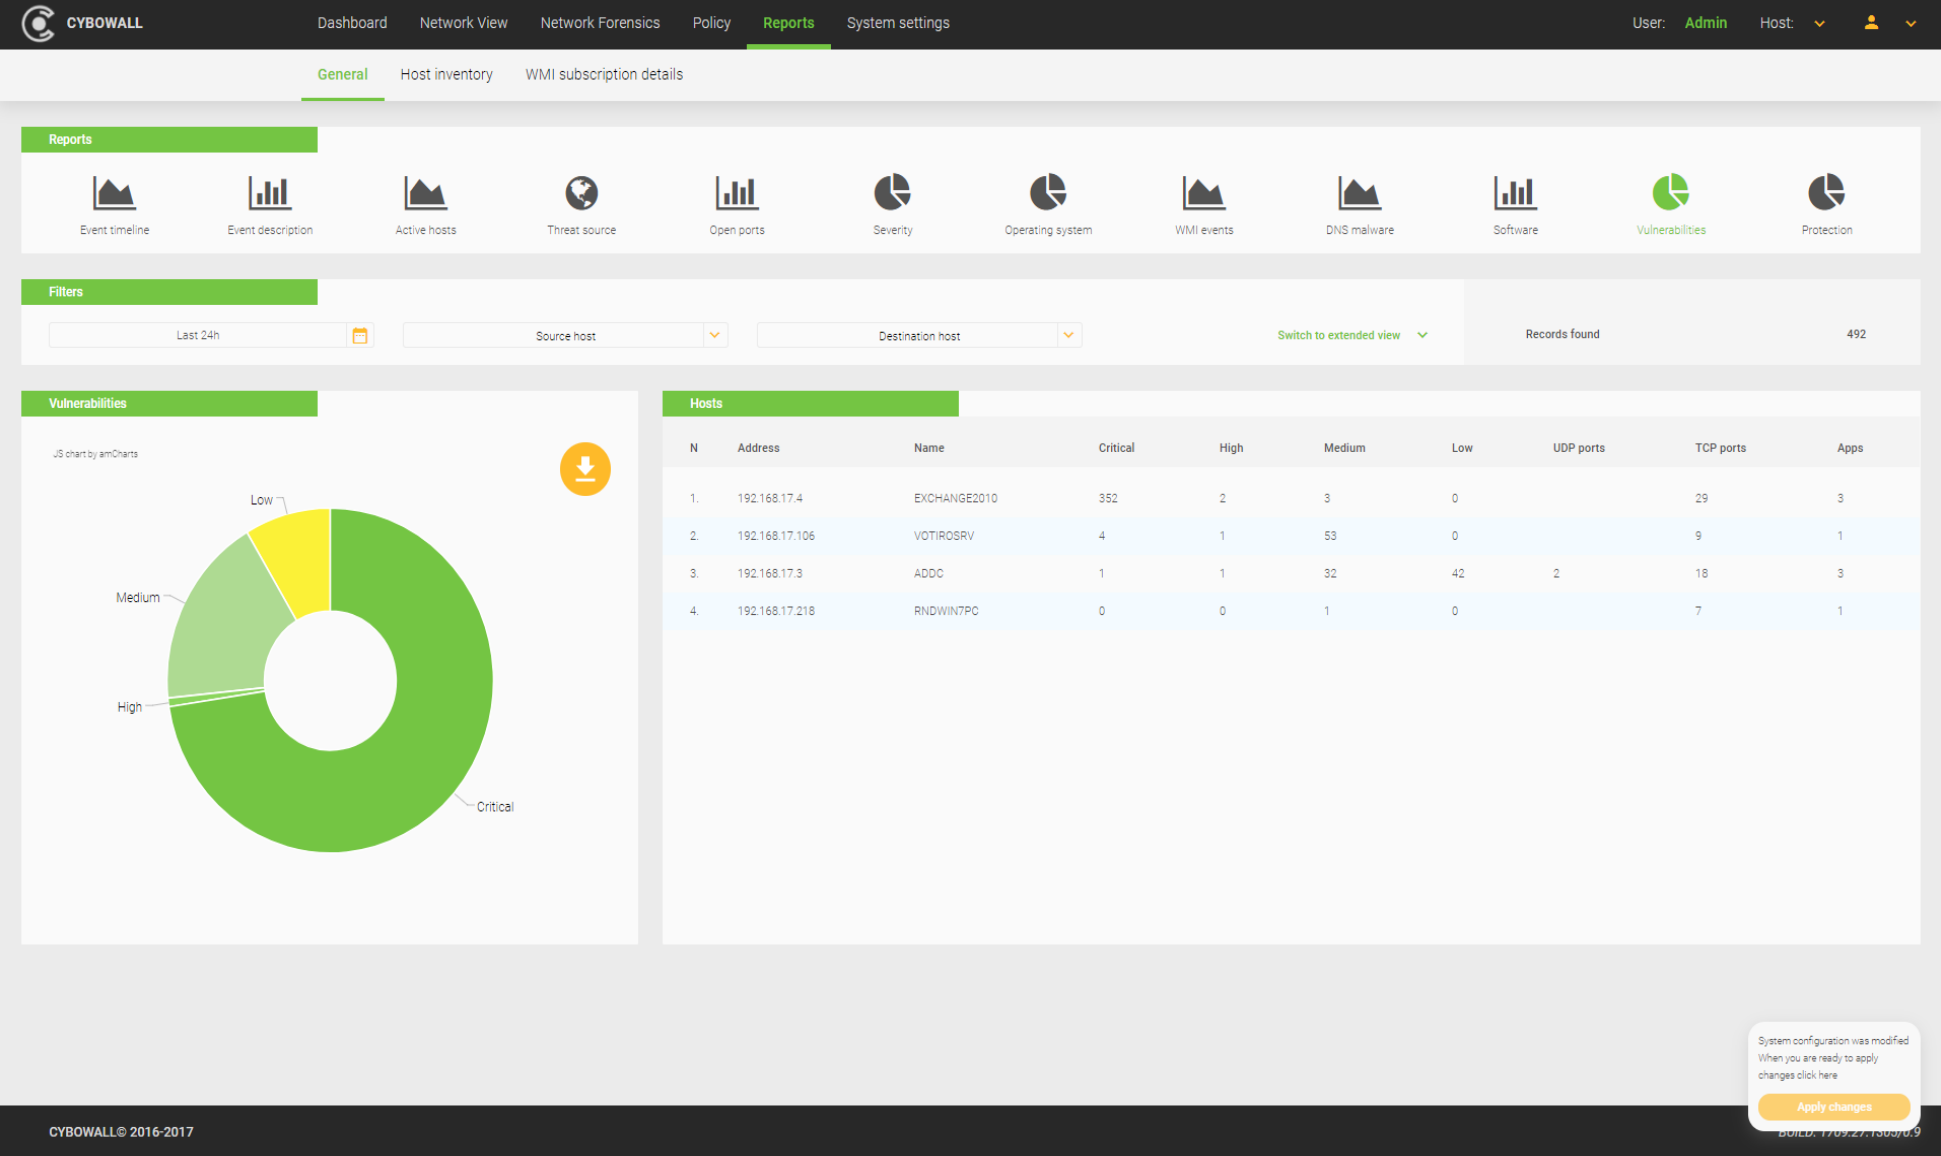 CYBOWALL Dashboard Network View Network Forensics Policy Reports System settings User: Admin Host:
General Host inventory WMI subscription details
Reports
Event timeline Event description Active hosts Threat source Open ports Severity Operating system WMI events DNS malware Software Vulnerabilities Protection
Filters
Last 24h Source host Destination host Switch to extended view Records found 492
Vulnerabilities
JS chart by amCharts
Low
Medium
High
Critical
Hosts
N Address Name Critical High Medium Low UDP ports TCP ports Apps
1. 192.168.17.4 EXCHANGE2010 352 2 3 0 29 3
2. 192.168.17.106 VOTIROSRV 4 1 53 0 9 1
3. 192.168.17.3 ADDC 1 1 32 42 2 18 3
4. 192.168.17.218 RNDWIN7PC 0 0 1 0 7 1
System configuration was modified
When you are ready to apply
changes click here
Apply changes
CYBOWALL© 2016-2017